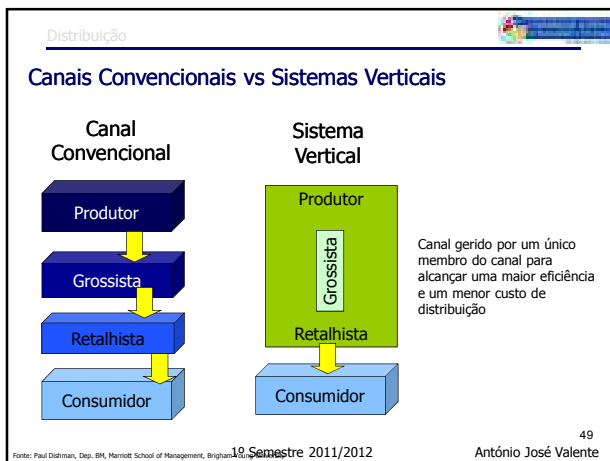 Distribuição
Canais Convencionais vs Sistemas Verticais
Canal
Convencional
Produtor
Grossista
Retalhista
Consumidor
Sistema
Vertical
Produtor
Grossista
Retalhista
Consumidor
Canal gerido por um único
membro do canal para
alcançar uma maior eficiência
e um menor custo de
distribuição
49
Fonte: Paul Dishman, Dep. BM, Marriott School of Management, Brigham Young
1º Semestre 2011/2012
António José Valente